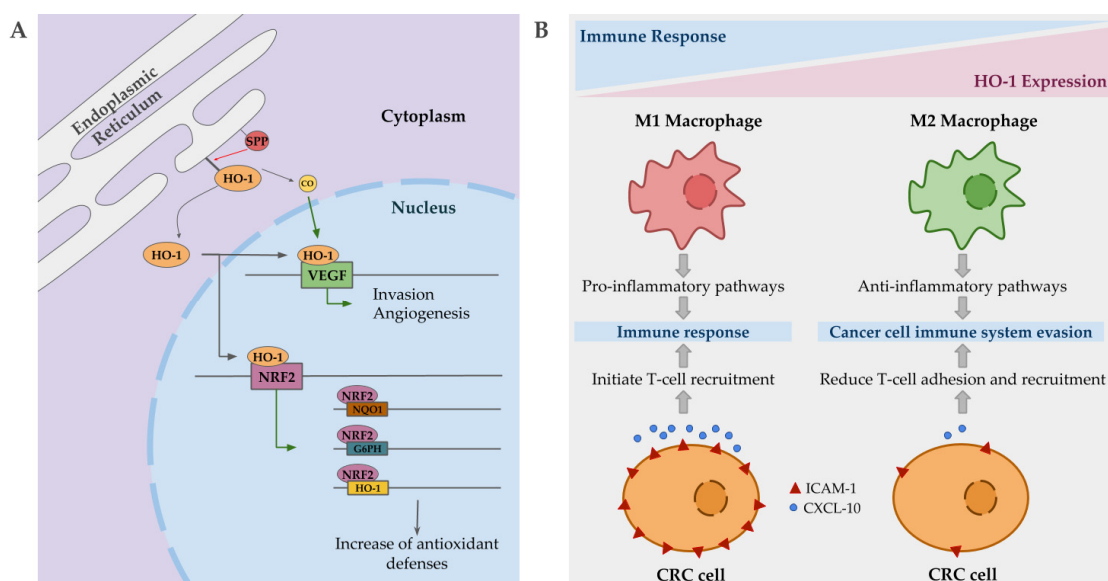 A
Endoplasmic
Reticulum
Cytoplasm
SPP
HO-1
CO
Nucleus
HO-1
HO-1
VEGF
Invasion
Angiogenesis
HO-1
NRF2
NRF2
NQO1
NRF2
G6PH
NRF2
HO-1
Increase of antioxidant
defenses
B
Immune Response
HO-1 Expression
M1 Macrophage
M2 Macrophage
Pro-inflammatory pathways
Anti-inflammatory pathways
Immune response
Cancer cell immune system evasion
Initiate T-cell recruitment
Reduce T-cell adhesion and recruitment
ICAM-1
CXCL-10
CRC cell
CRC cell